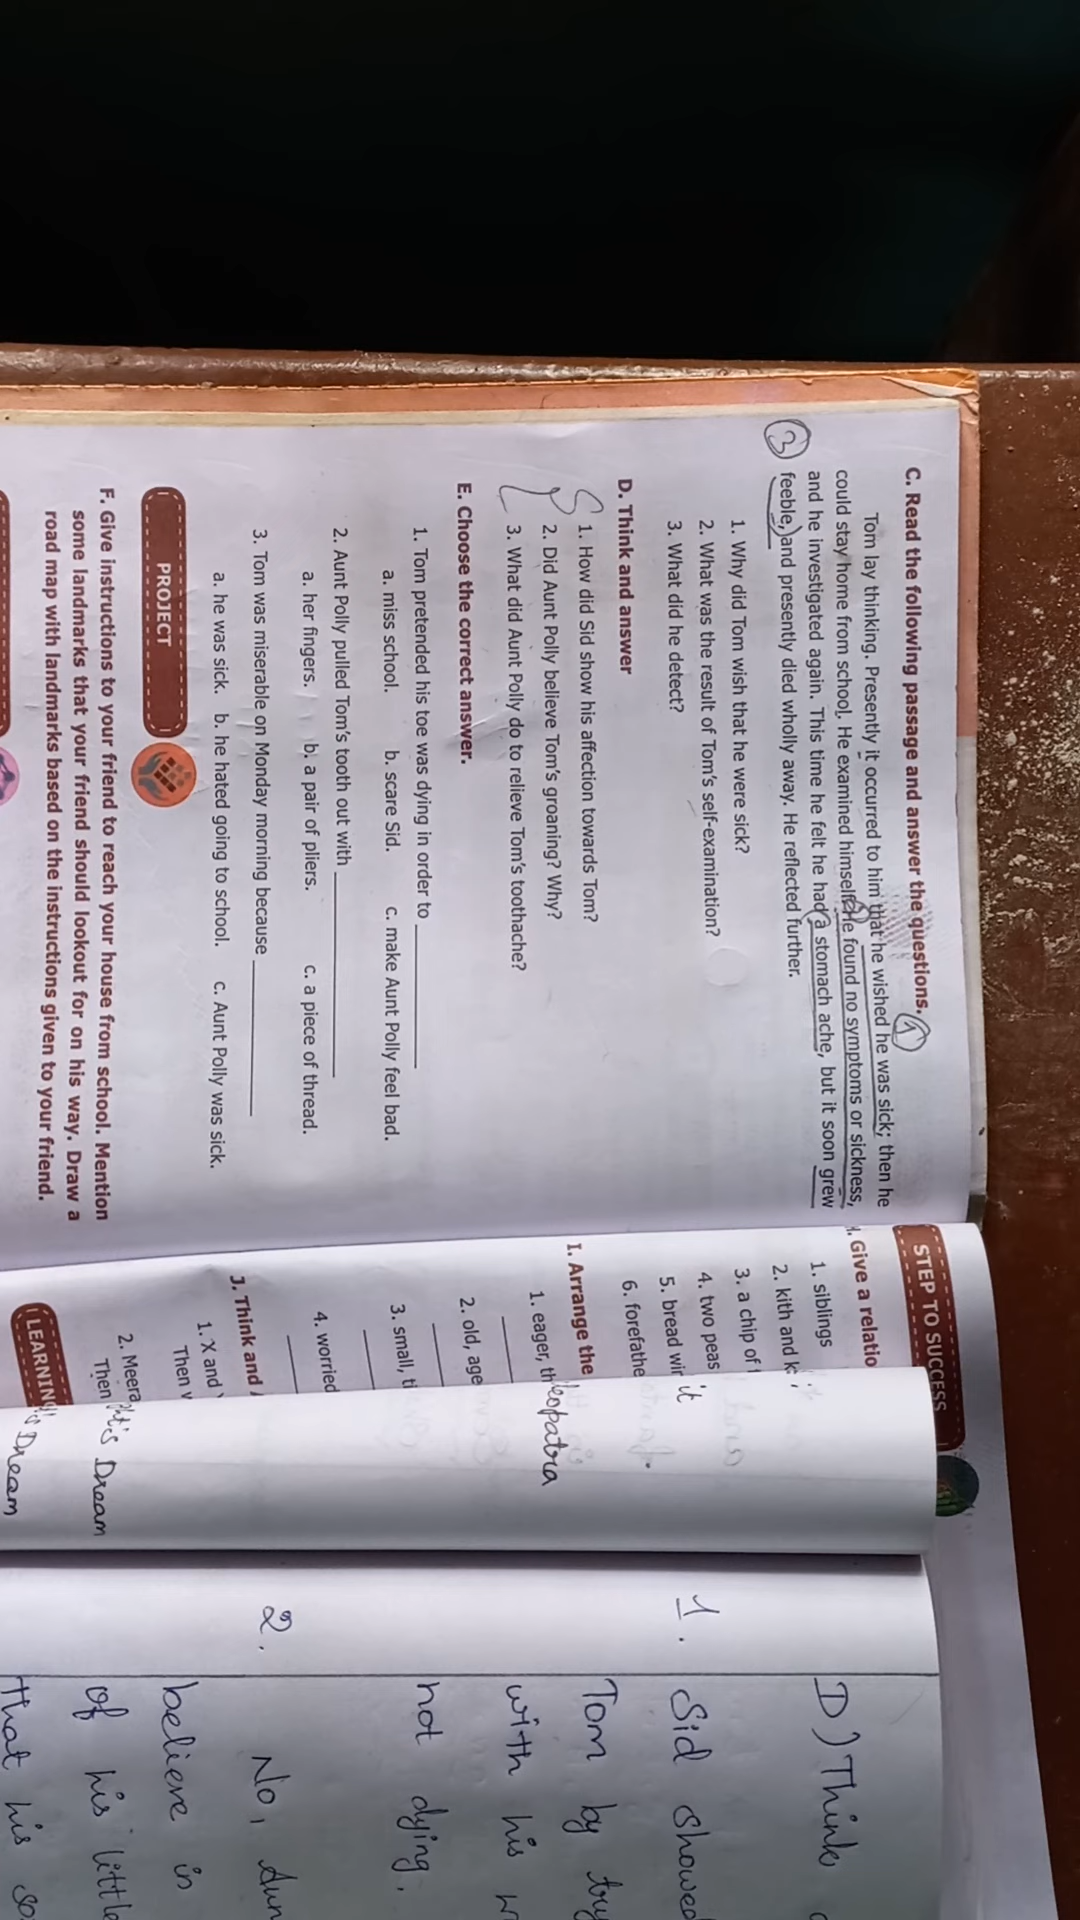 C. Read the following passage and answer the questions.
1
Tom lay thinking. Presently it occurred to him that he wished he was sick; then he
could stay home from school. He examined himself. He found no symptoms or sickness,
and he investigated again. This time he felt he had a stomach ache, but it soon grew
3
feeble, and presently died wholly away. He reflected further.
1. Why did Tom wish that he were sick?
2. What was the result of Tom's self-examination?
3. What did he detect?
D. Think and answer
1. How did Sid show his affection towards Tom?
2. Did Aunt Polly believe Tom's groaning? Why?
3. What did Aunt Polly do to relieve Tom's toothache?
E. Choose the correct answer.
1. Tom pretended his toe was dying in order to
a. miss school. b. scare Sid. c. make Aunt Polly feel bad.
2. Aunt Polly pulled Tom's tooth out with
a. her fingers. b. a pair of pliers. c. a piece of thread.
3. Tom was miserable on Monday morning because
a. he was sick. b. he hated going to school. c. Aunt Polly was sick.
PROJECT
F. Give instructions to your friend to reach your house from school. Mention
some landmarks that your friend should lookout for on his way. Draw a
road map with landmarks based on the instructions given to your friend.
STEP TO SUCCESS
Give a relatio
1. siblings
2. kith and k
3. a chip of
4. two peas
5. bread wi
6. forefathe
I. Arrange the
1. eager, th
2. old, age
3. small, ti
4. worried
J. Think and
1. X and
Then
2. Meera
Then
LEARNIN
it
leopatra
t's Dream
's Dream
D) Think
1. Sid showed
Tom by try
with his
not dying.
2. No, Aun
believe in
of his little
that his so